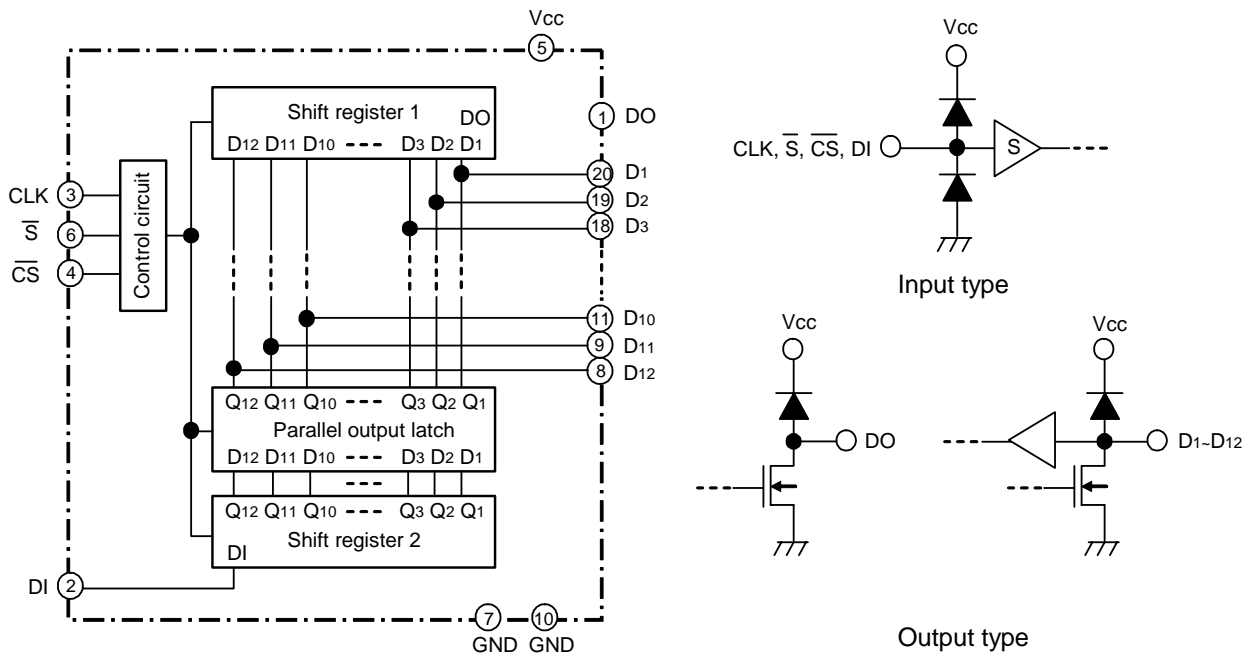 Vcc
5
Shift register 1
DO
D12 D11 D10 D3 D2 D1
1 DO
20 D1
19 D2
18 D3
CLK 3
S̅ 6
C̅S̅ 4
Control circuit
11 D10
9 D11
8 D12
Q12 Q11 Q10 Q3 Q2 Q1
Parallel output latch
D12 D11 D10 D3 D2 D1
Q12 Q11 Q10 Q3 Q2 Q1
Shift register 2
DI
DI 2
7 10
GND GND
Vcc
CLK, S̅, C̅S̅, DI
S
Input type
Vcc
DO
Vcc
D1~D12
Output type